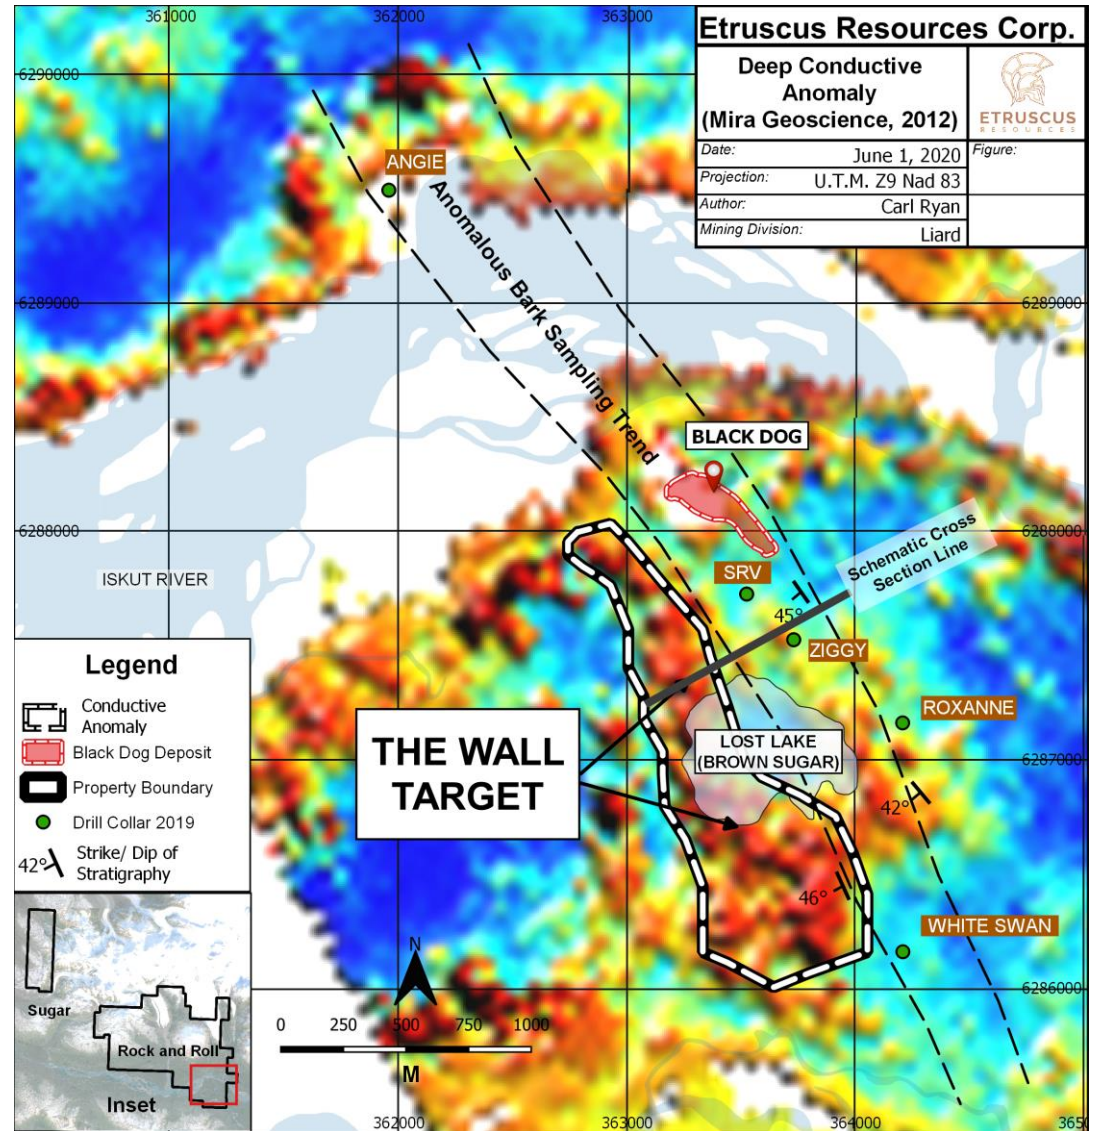 361000
362000
363000
Etruscus Resources Corp.
Deep Conductive
Anomaly
(Mira Geoscience, 2012)
ETRUSCUS
RESOURCES
Date:
June 1, 2020
Figure:
Projection:
U.T.M. Z9 Nad 83
Author:
Carl Ryan
Mining Division:
Liard
6290000
ANGIE
Anomalous Bark Sampling Trend
6289000
6289000
BLACK DOG
6288000
6288000
Schematic Cross
Section Line
ISKUT RIVER
SRV
45°
ZIGGY
ROXANNE
THE WALL
TARGET
LOST LAKE
(BROWN SUGAR)
6287000
42°
46°
WHITE SWAN
6286000
Legend
Conductive
Anomaly
Black Dog Deposit
Property Boundary
Drill Collar 2019
42°
Strike/ Dip of
Stratigraphy
N
0
250
500
750
1000
M
Sugar
Rock and Roll
Inset
362000
363000
364000
3650